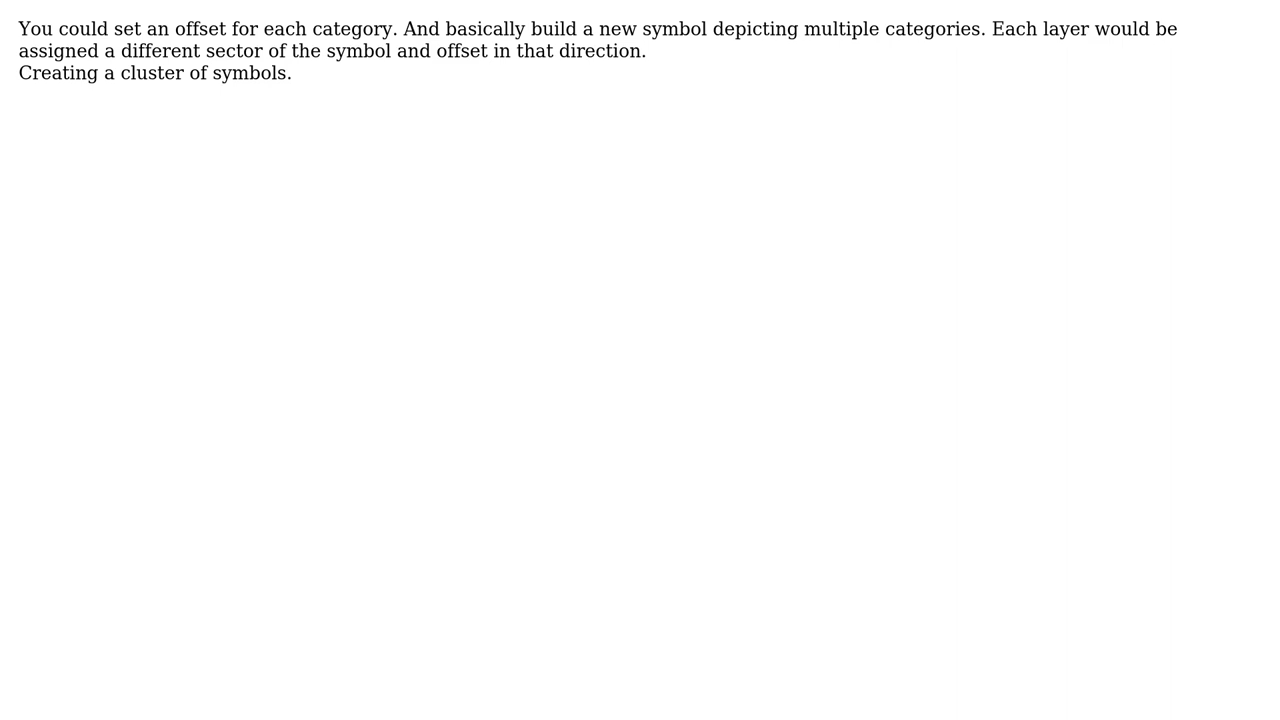 You could set an offset for each category. And basically build a new symbol depicting multiple categories. Each layer would be
assigned a different sector of the symbol and offset in that direction.
Creating a cluster of symbols.